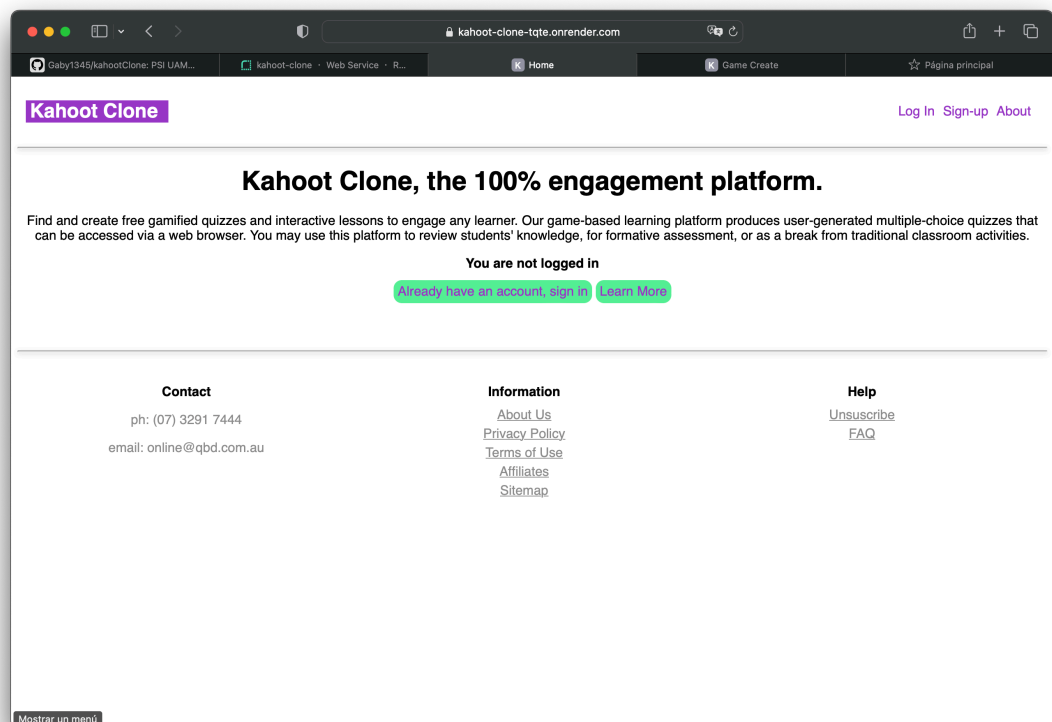 kahoot-clone-tqte.onrender.com
Gaby1345/kahootClone: PSI UAM...
kahoot-clone · Web Service · R...
K Home
K Game Create
Página principal
Kahoot Clone
Log In Sign-up About
Kahoot Clone, the 100% engagement platform.
Find and create free gamified quizzes and interactive lessons to engage any learner. Our game-based learning platform produces user-generated multiple-choice quizzes that
can be accessed via a web browser. You may use this platform to review students' knowledge, for formative assessment, or as a break from traditional classroom activities.
You are not logged in
Already have an account, sign in Learn More
Contact
ph: (07) 3291 7444
email: online@qbd.com.au
Information
About Us
Privacy Policy
Terms of Use
Affiliates
Sitemap
Help
Unsuscribe
FAQ
Mostrar un menú